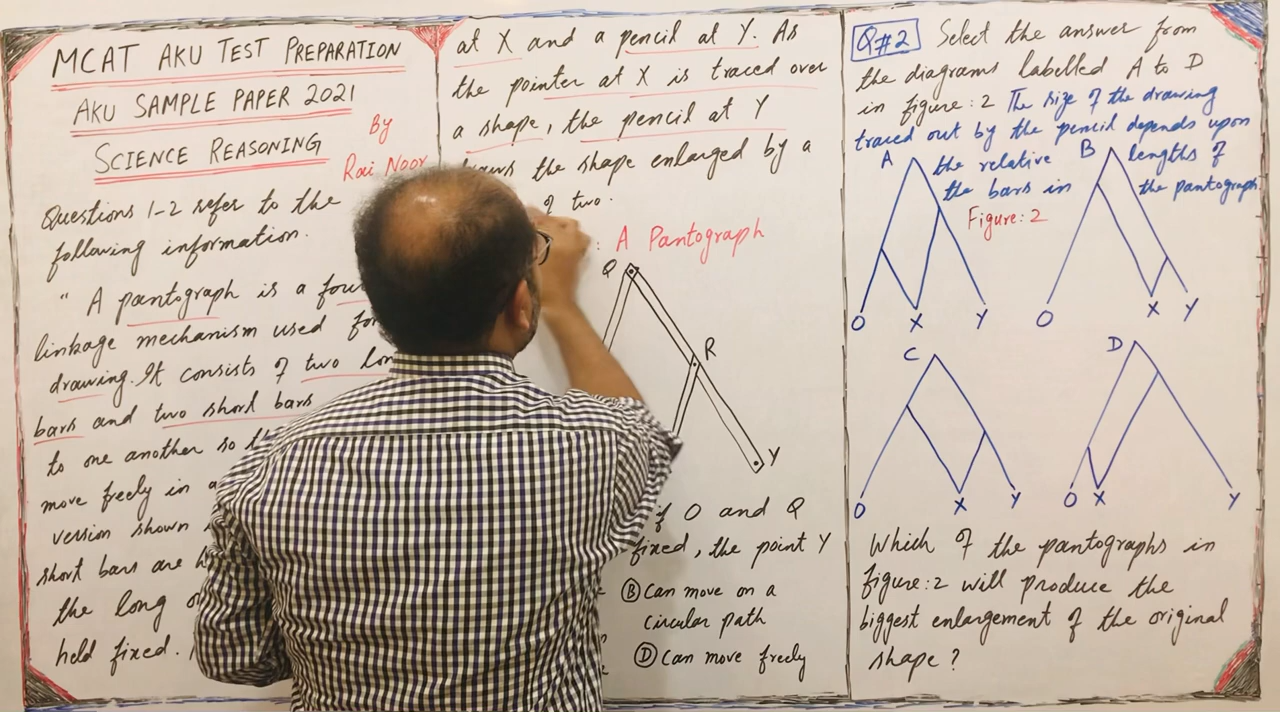 MCAT AKU TEST PREPARATION
AKU SAMPLE PAPER 2021
SCIENCE REASONING
By
Rai Noor
Questions 1-2 refer to the
following information.
" A pantograph is a
linkage mechanism used
drawing. It consists of two
bars and two short bars
to one another so
move freely in
version shown
short bars are
the long
held fixed.
at X and a pencil at Y. As
the pointer at X is traced over
a shape, the pencil at Y
the shape enlarged by a
of two.
: A Pantograph
Q
R
Y
if O and Q
fixed, the point Y
(B) Can move on a
circular path
(D) Can move freely
Q#2 Select the answer from
the diagrams labelled A to D
in figure: 2 The size of the drawing
traced out by the pencil depends upon
the relative lengths of
the bars in the pantograph.
Figure: 2
A
O X Y
B
O X Y
C
O X Y
D
O X Y
Which of the pantographs in
figure: 2 will produce the
biggest enlargement of the original
shape?